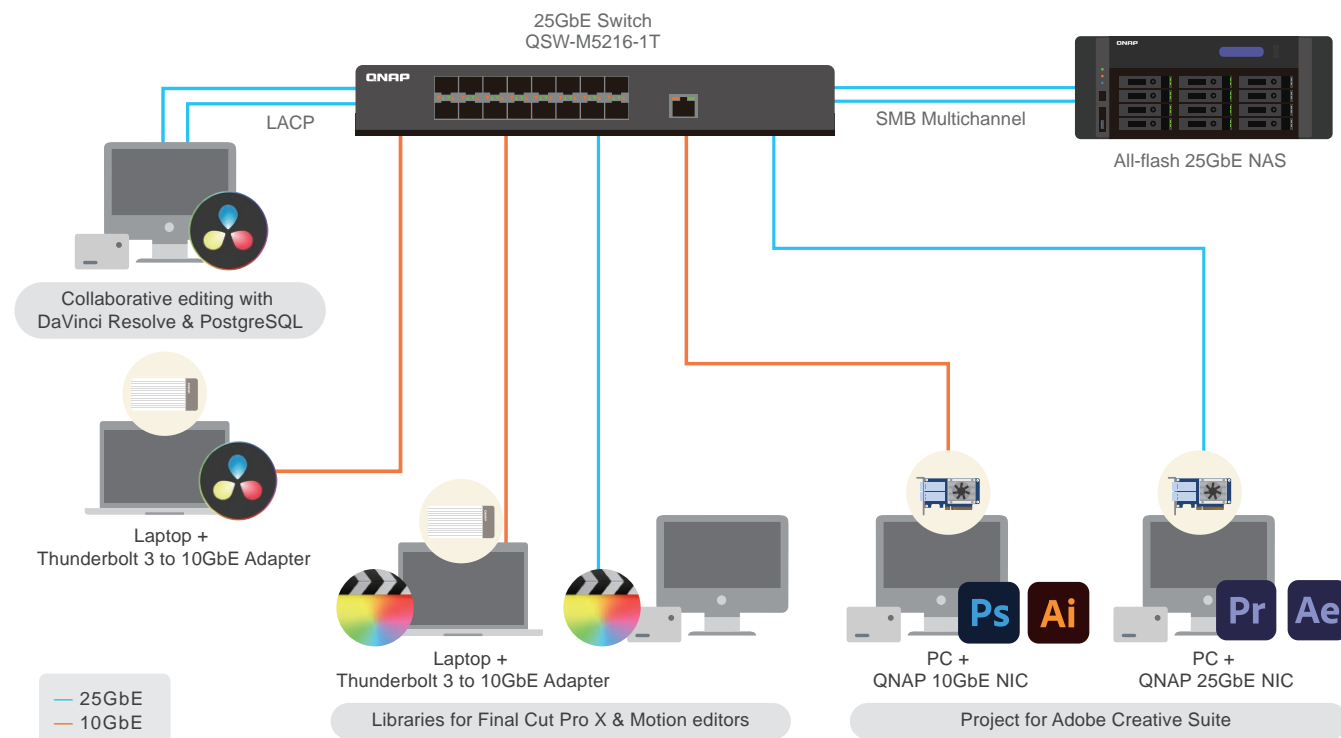 25GbE Switch
QSW-M5216-1T
QNAP
QNAP
LACP
SMB Multichannel
All-flash 25GbE NAS
Collaborative editing with
DaVinci Resolve & PostgreSQL
Laptop +
Thunderbolt 3 to 10GbE Adapter
Ps
Ai
Pr
Ae
Laptop +
Thunderbolt 3 to 10GbE Adapter
PC +
QNAP 10GbE NIC
PC +
QNAP 25GbE NIC
25GbE
10GbE
Libraries for Final Cut Pro X & Motion editors
Project for Adobe Creative Suite